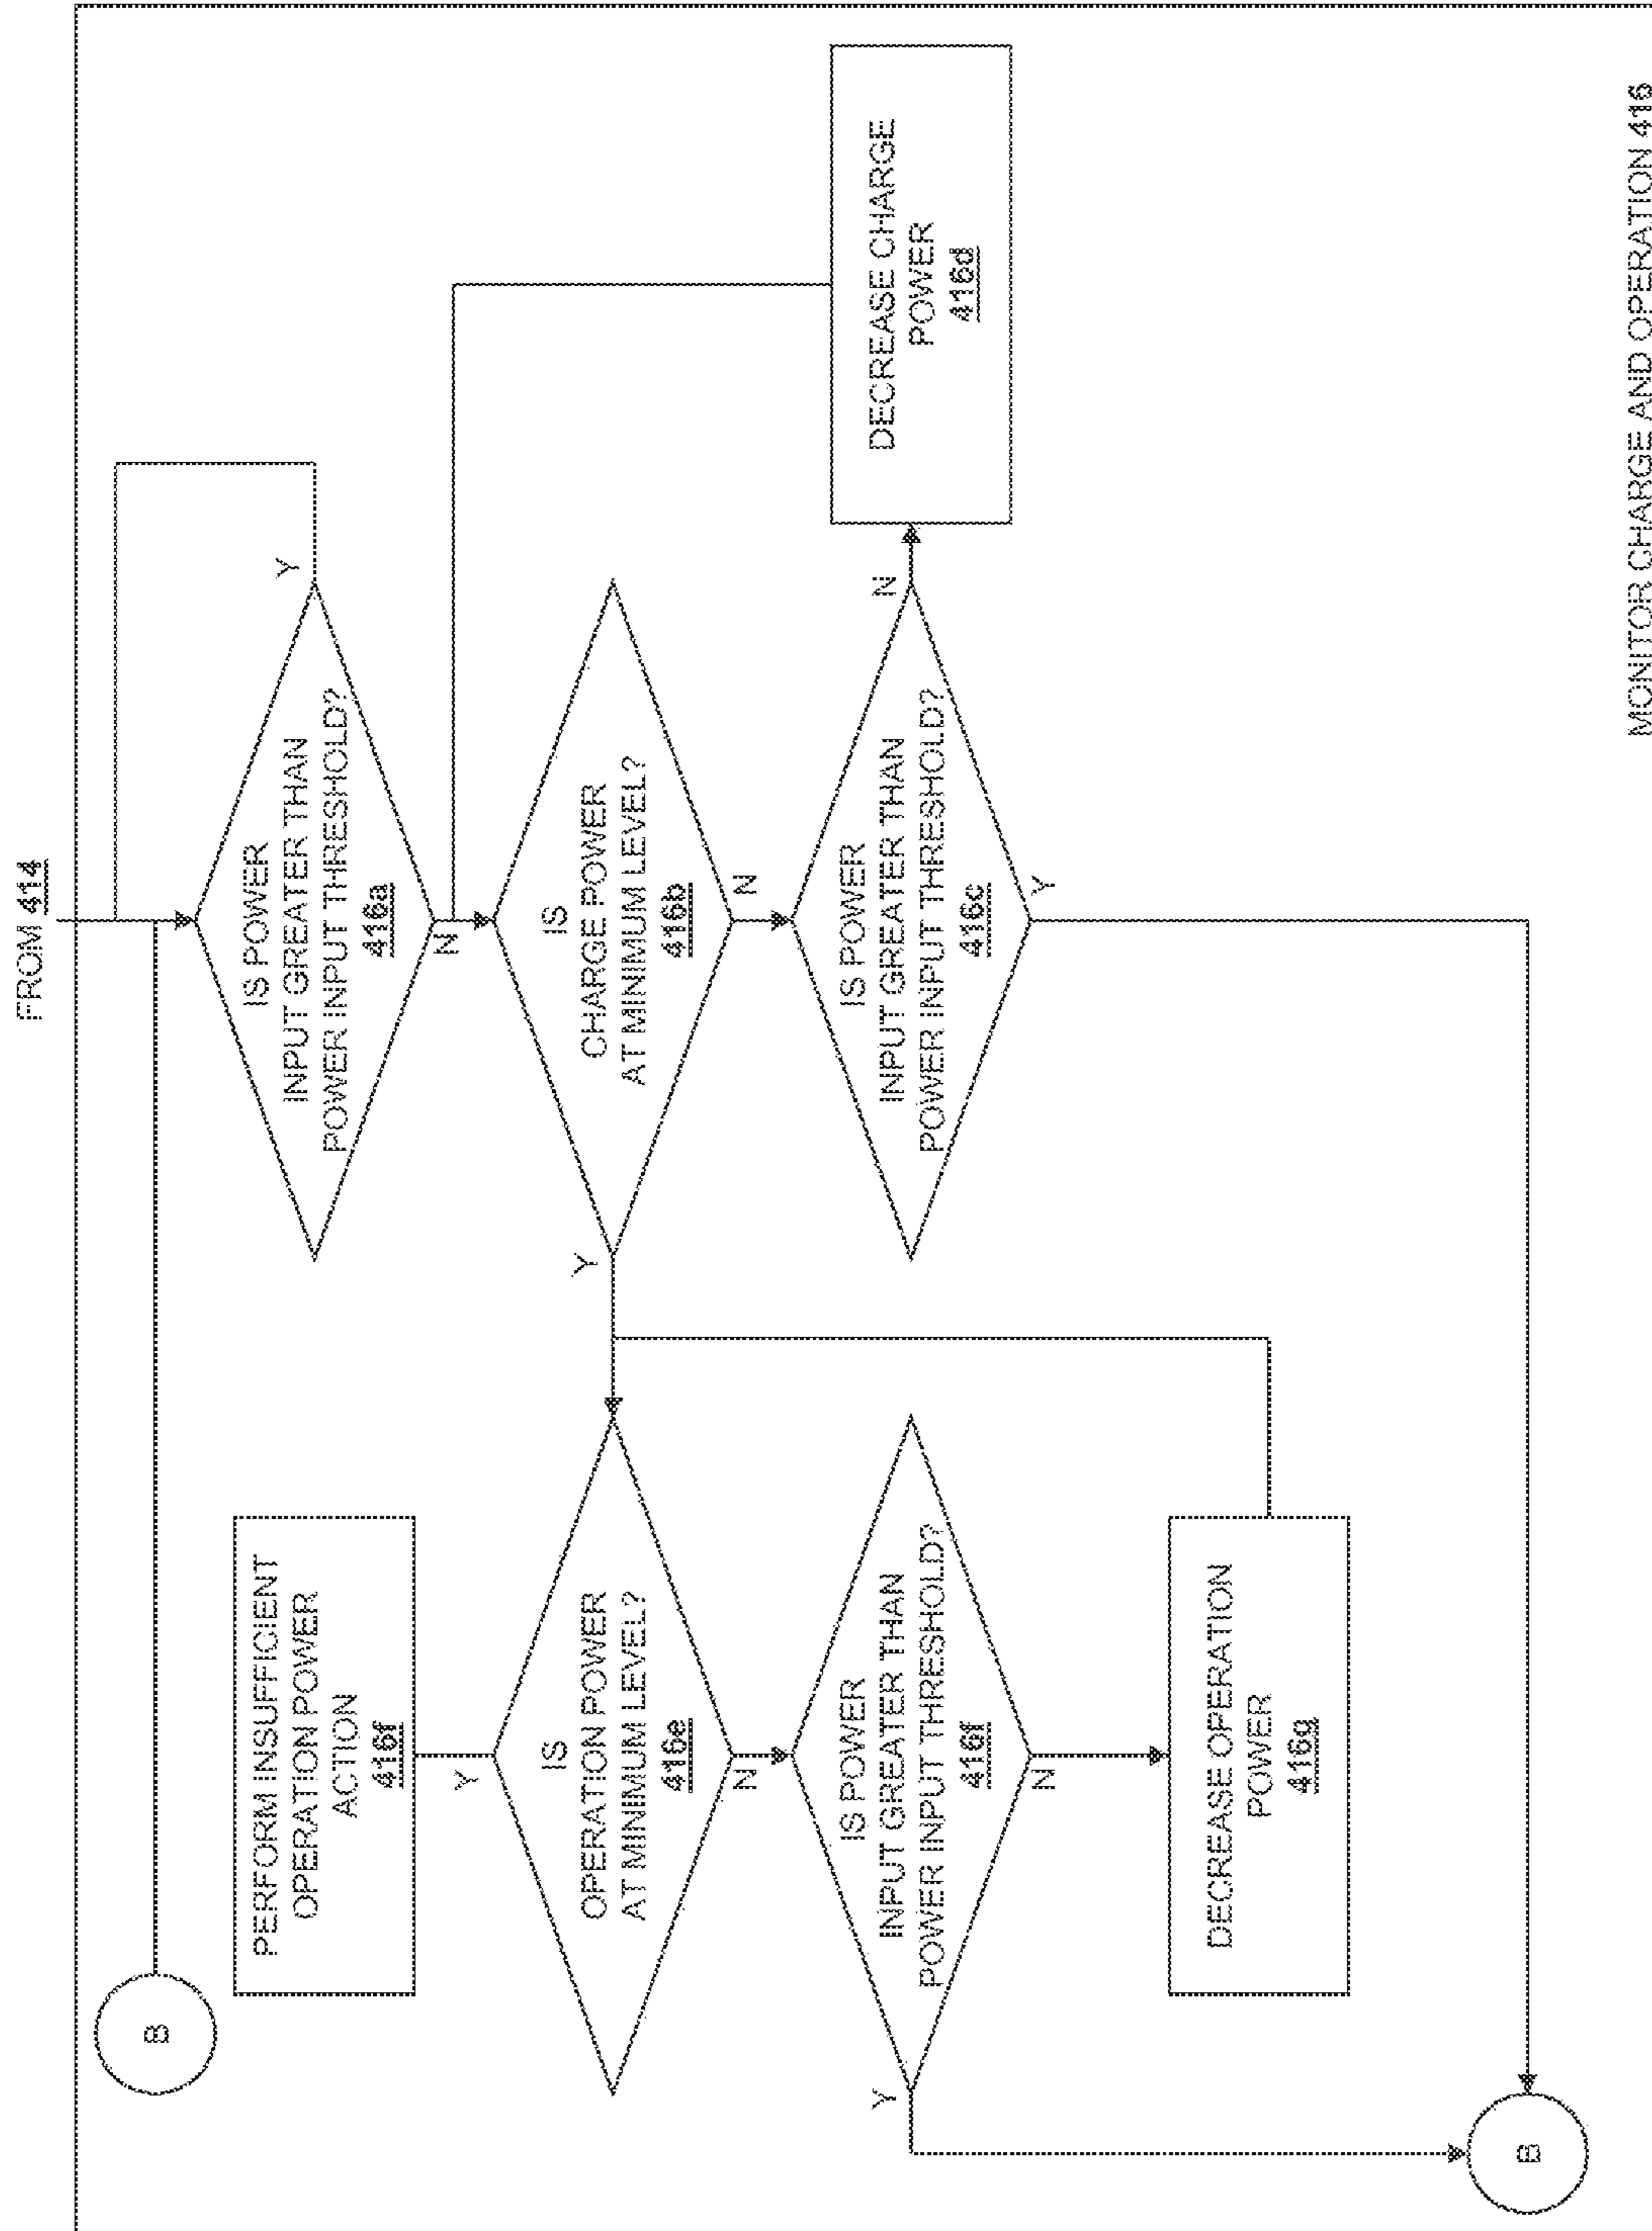 FROM 414
B
IS POWER
INPUT GREATER THAN
POWER INPUT THRESHOLD?
416a
Y
N
PERFORM INSUFFICIENT
OPERATION POWER
ACTION
416f
Y
IS
OPERATION POWER
AT MINIMUM LEVEL?
416e
N
Y
IS
CHARGE POWER
AT MINIMUM LEVEL?
416b
N
DECREASE CHARGE
POWER
416d
Y
IS POWER
INPUT GREATER THAN
POWER INPUT THRESHOLD?
416f
N
IS POWER
INPUT GREATER THAN
POWER INPUT THRESHOLD?
416c
N
Y
DECREASE OPERATION
POWER
416g
B
MONITOR CHARGE AND OPERATION 416